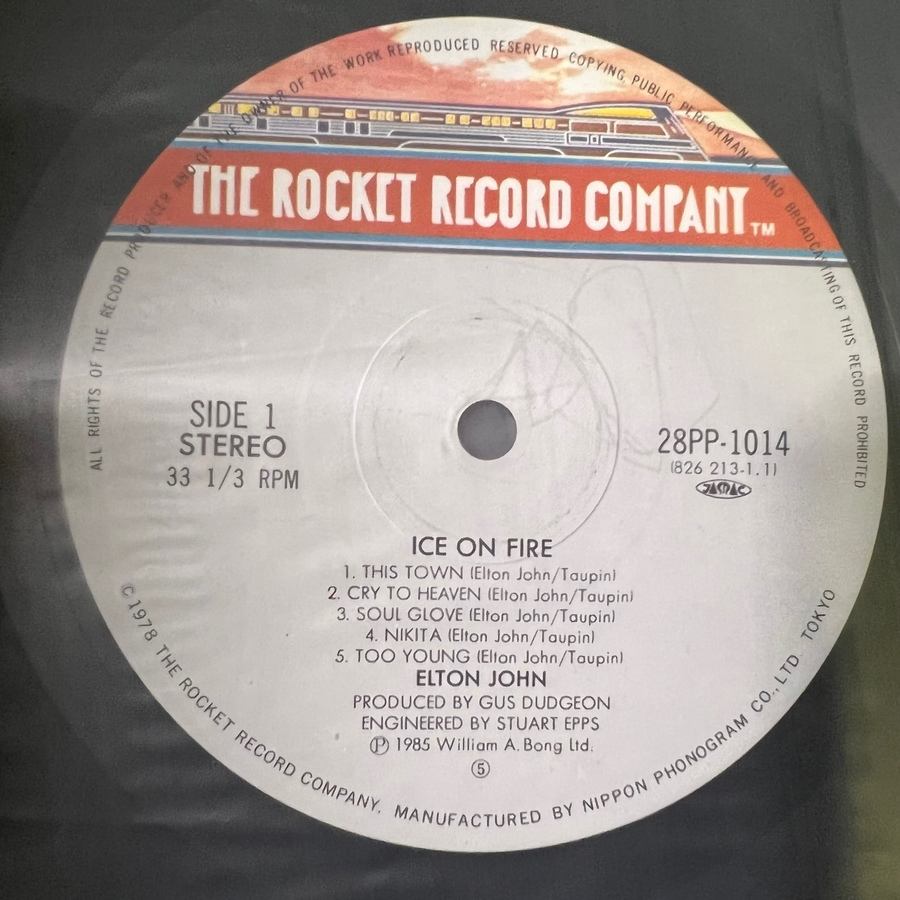 ALL RIGHTS OF THE RECORD PRODUCER AND OF THE OWNER OF THE WORK REPRODUCED RESERVED COPYING, PUBLIC PERFORMANCE AND BROADCASTING OF THIS RECORD PROHIBITED
THE ROCKET RECORD COMPANY TM
SIDE 1
STEREO
33 1/3 RPM
28PP-1014
(826 213-1.1)
JASRAC
ICE ON FIRE
1. THIS TOWN (Elton John/Taupin)
2. CRY TO HEAVEN (Elton John/Taupin)
3. SOUL GLOVE (Elton John/Taupin)
4. NIKITA (Elton John/Taupin)
5. TOO YOUNG (Elton John/Taupin)
ELTON JOHN
PRODUCED BY GUS DUDGEON
ENGINEERED BY STUART EPPS
Ⓟ 1985 William A. Bong Ltd.
⑤
© 1978 THE ROCKET RECORD COMPANY. MANUFACTURED BY NIPPON PHONOGRAM CO., LTD. TOKYO